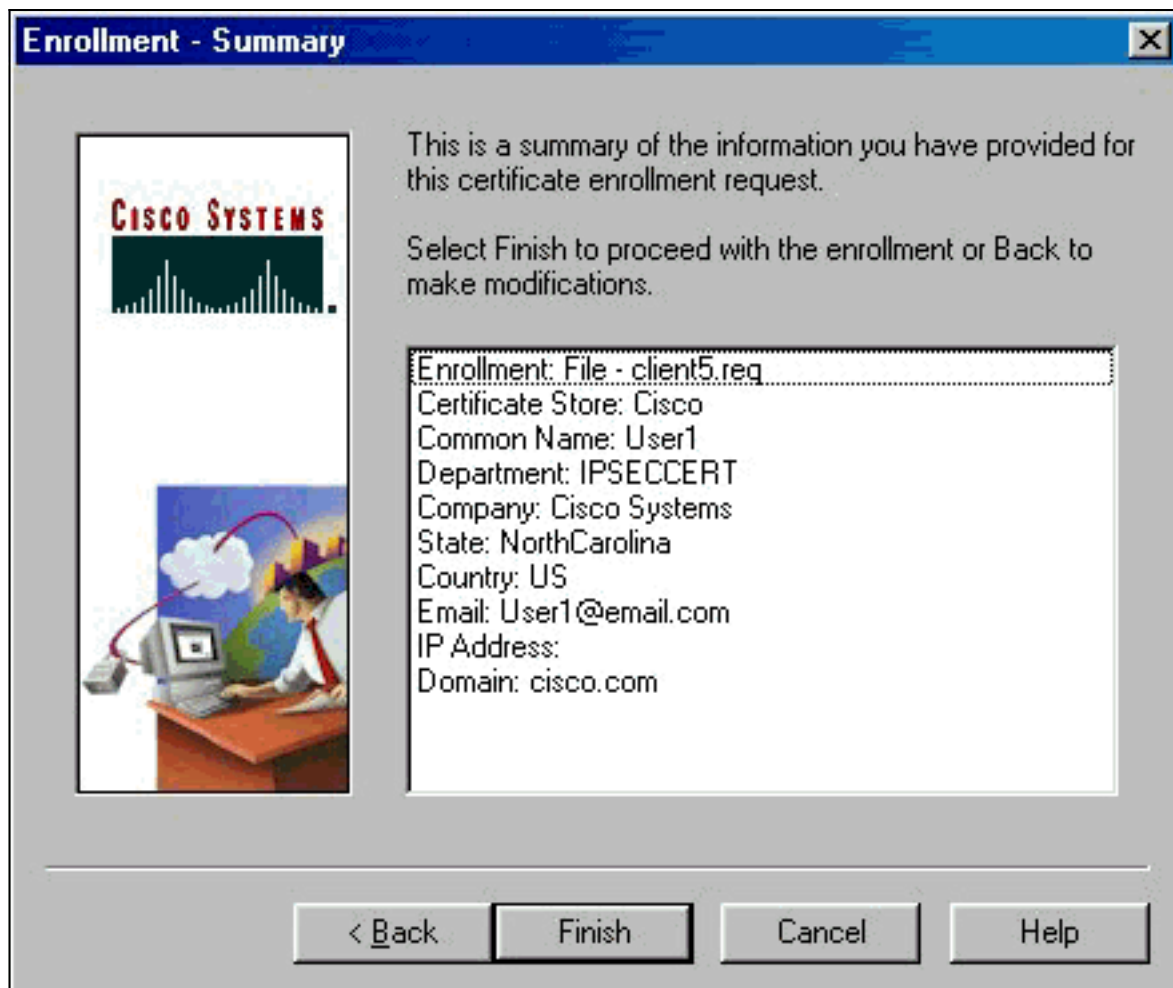 Enrollment - Summary
CISCO SYSTEMS
This is a summary of the information you have provided for
this certificate enrollment request.
Select Finish to proceed with the enrollment or Back to
make modifications.
Enrollment: File - client5.req
Certificate Store: Cisco
Common Name: User1
Department: IPSECCERT
Company: Cisco Systems
State: NorthCarolina
Country: US
Email: User1@email.com
IP Address:
Domain: cisco.com
< Back
Finish
Cancel
Help